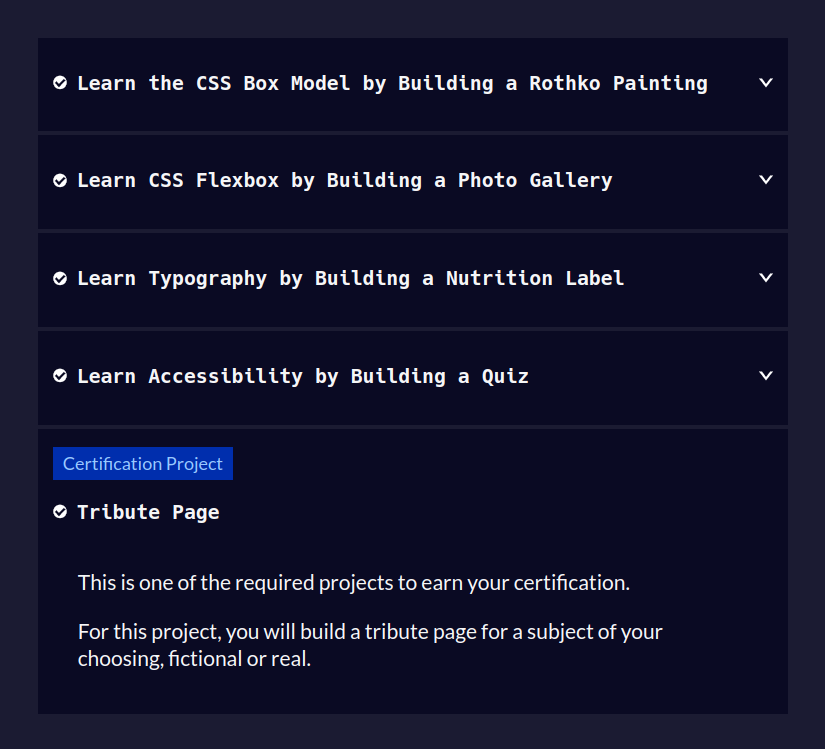 Learn the CSS Box Model by Building a Rothko Painting
Learn CSS Flexbox by Building a Photo Gallery
Learn Typography by Building a Nutrition Label
Learn Accessibility by Building a Quiz
Certification Project
Tribute Page
This is one of the required projects to earn your certification.
For this project, you will build a tribute page for a subject of your
choosing, fictional or real.